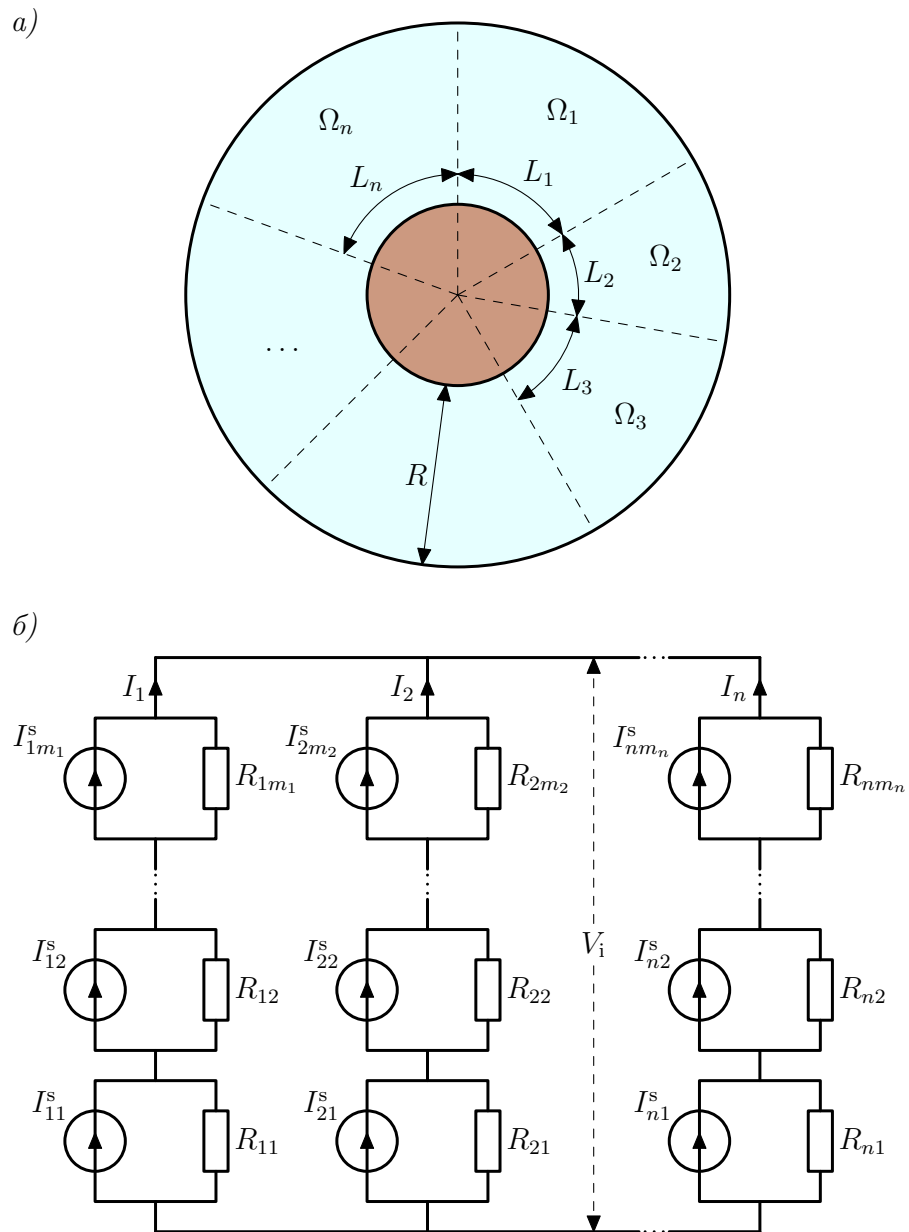 а)
Ω_n
Ω_1
L_n
L_1
Ω_2
L_2
...
L_3
Ω_3
R
б)
I_1
I_2
I_n
I^s_{1m_1}
R_{1m_1}
I^s_{2m_2}
R_{2m_2}
I^s_{nm_n}
R_{nm_n}
V_i
I^s_{12}
R_{12}
I^s_{22}
R_{22}
I^s_{n2}
R_{n2}
I^s_{11}
R_{11}
I^s_{21}
R_{21}
I^s_{n1}
R_{n1}